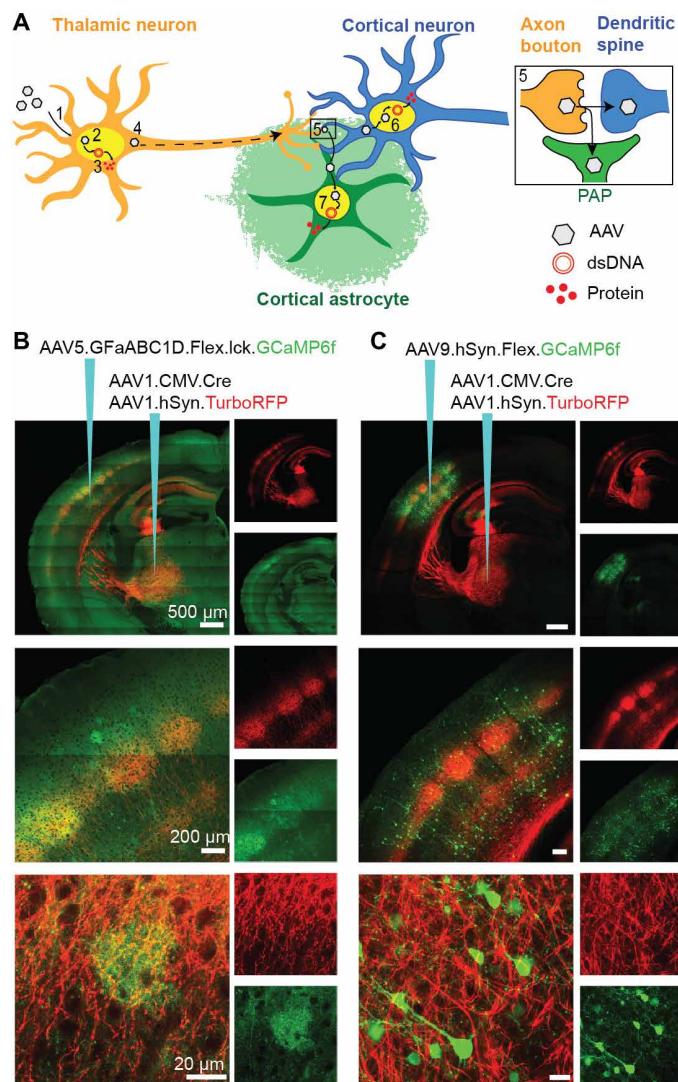 A
Thalamic neuron
Cortical neuron
Axon bouton
Dendritic spine
1
2
3
4
5
6
7
5
PAP
Cortical astrocyte
AAV
dsDNA
Protein
B
AAV5.GFaABC1D.Flex.lck.GCaMP6f
AAV1.CMV.Cre
AAV1.hSyn.TurboRFP
500 µm
200 µm
20 µm
C
AAV9.hSyn.Flex.GCaMP6f
AAV1.CMV.Cre
AAV1.hSyn.TurboRFP